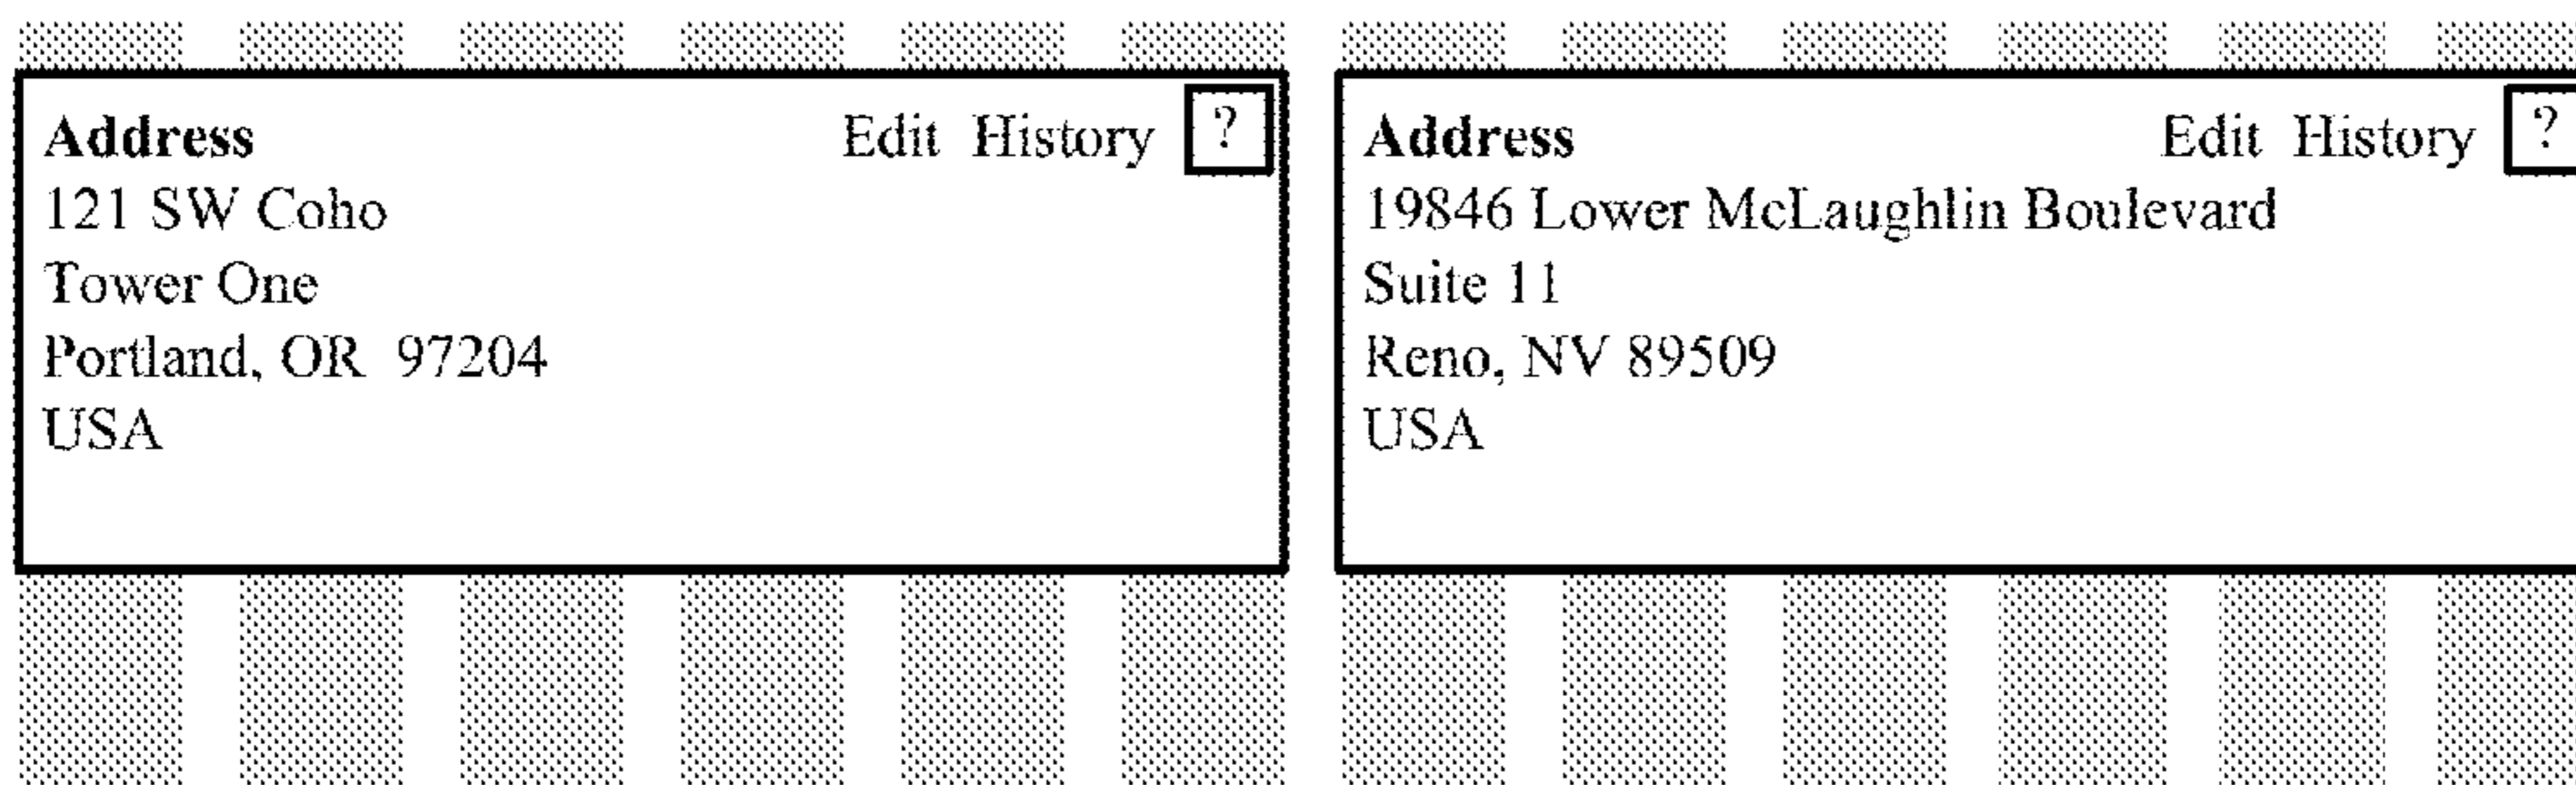 Address Edit History ?
121 SW Coho
Tower One
Portland, OR 97204
USA
Address Edit History ?
19846 Lower McLaughlin Boulevard
Suite 11
Reno, NV 89509
USA